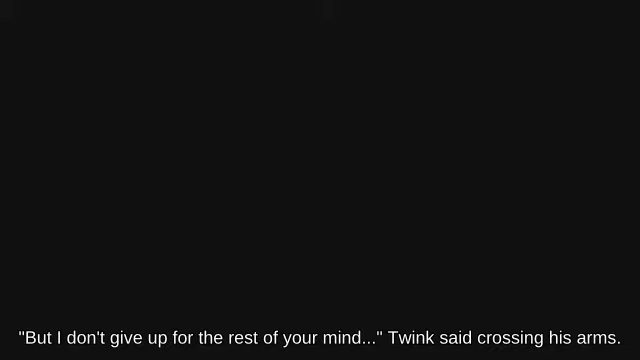 "But I don't give up for the rest of your mind..." Twink said crossing his arms.